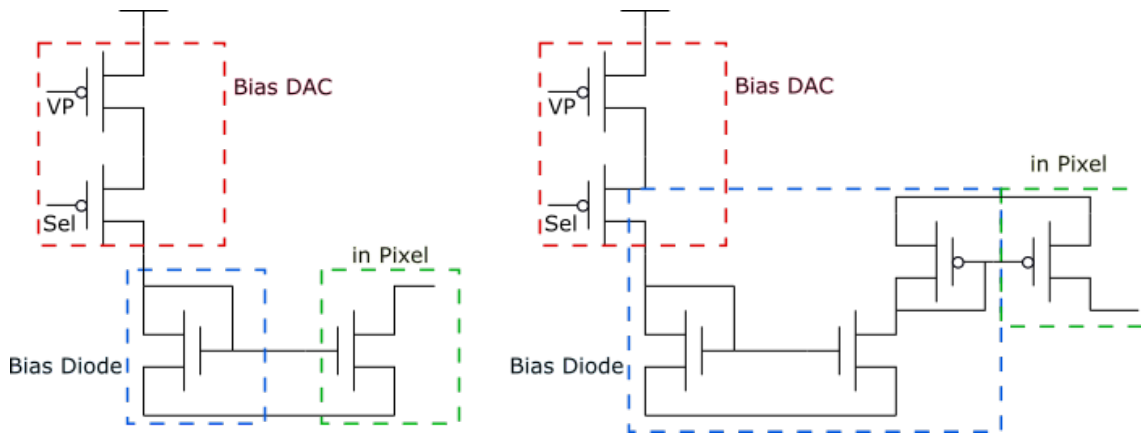 Bias DAC
VP
Sel
in Pixel
Bias Diode
Bias DAC
VP
Sel
in Pixel
Bias Diode